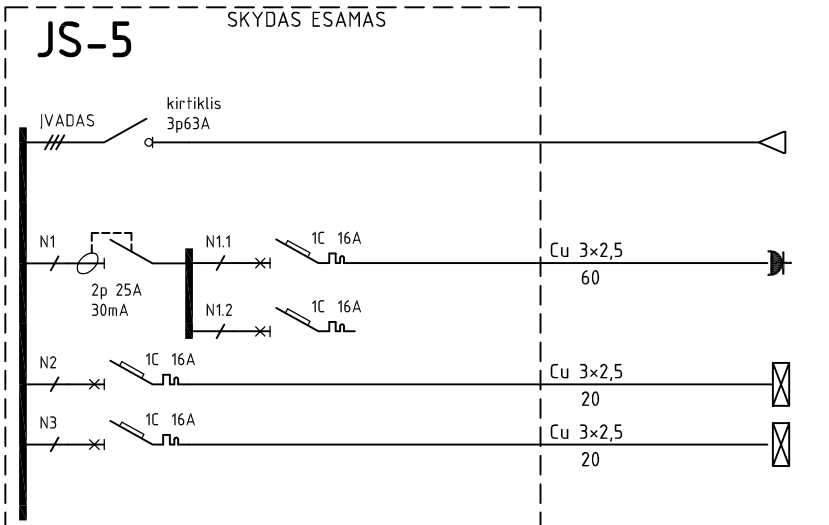 SKYDAS ESAMAS
JS-5
ĮVADAS
kirtiklis
3p63A
N1
2p 25A
30mA
N1.1
1C 16A
Cu 3×2,5
60
N1.2
1C 16A
N2
1C 16A
Cu 3×2,5
20
N3
1C 16A
Cu 3×2,5
20